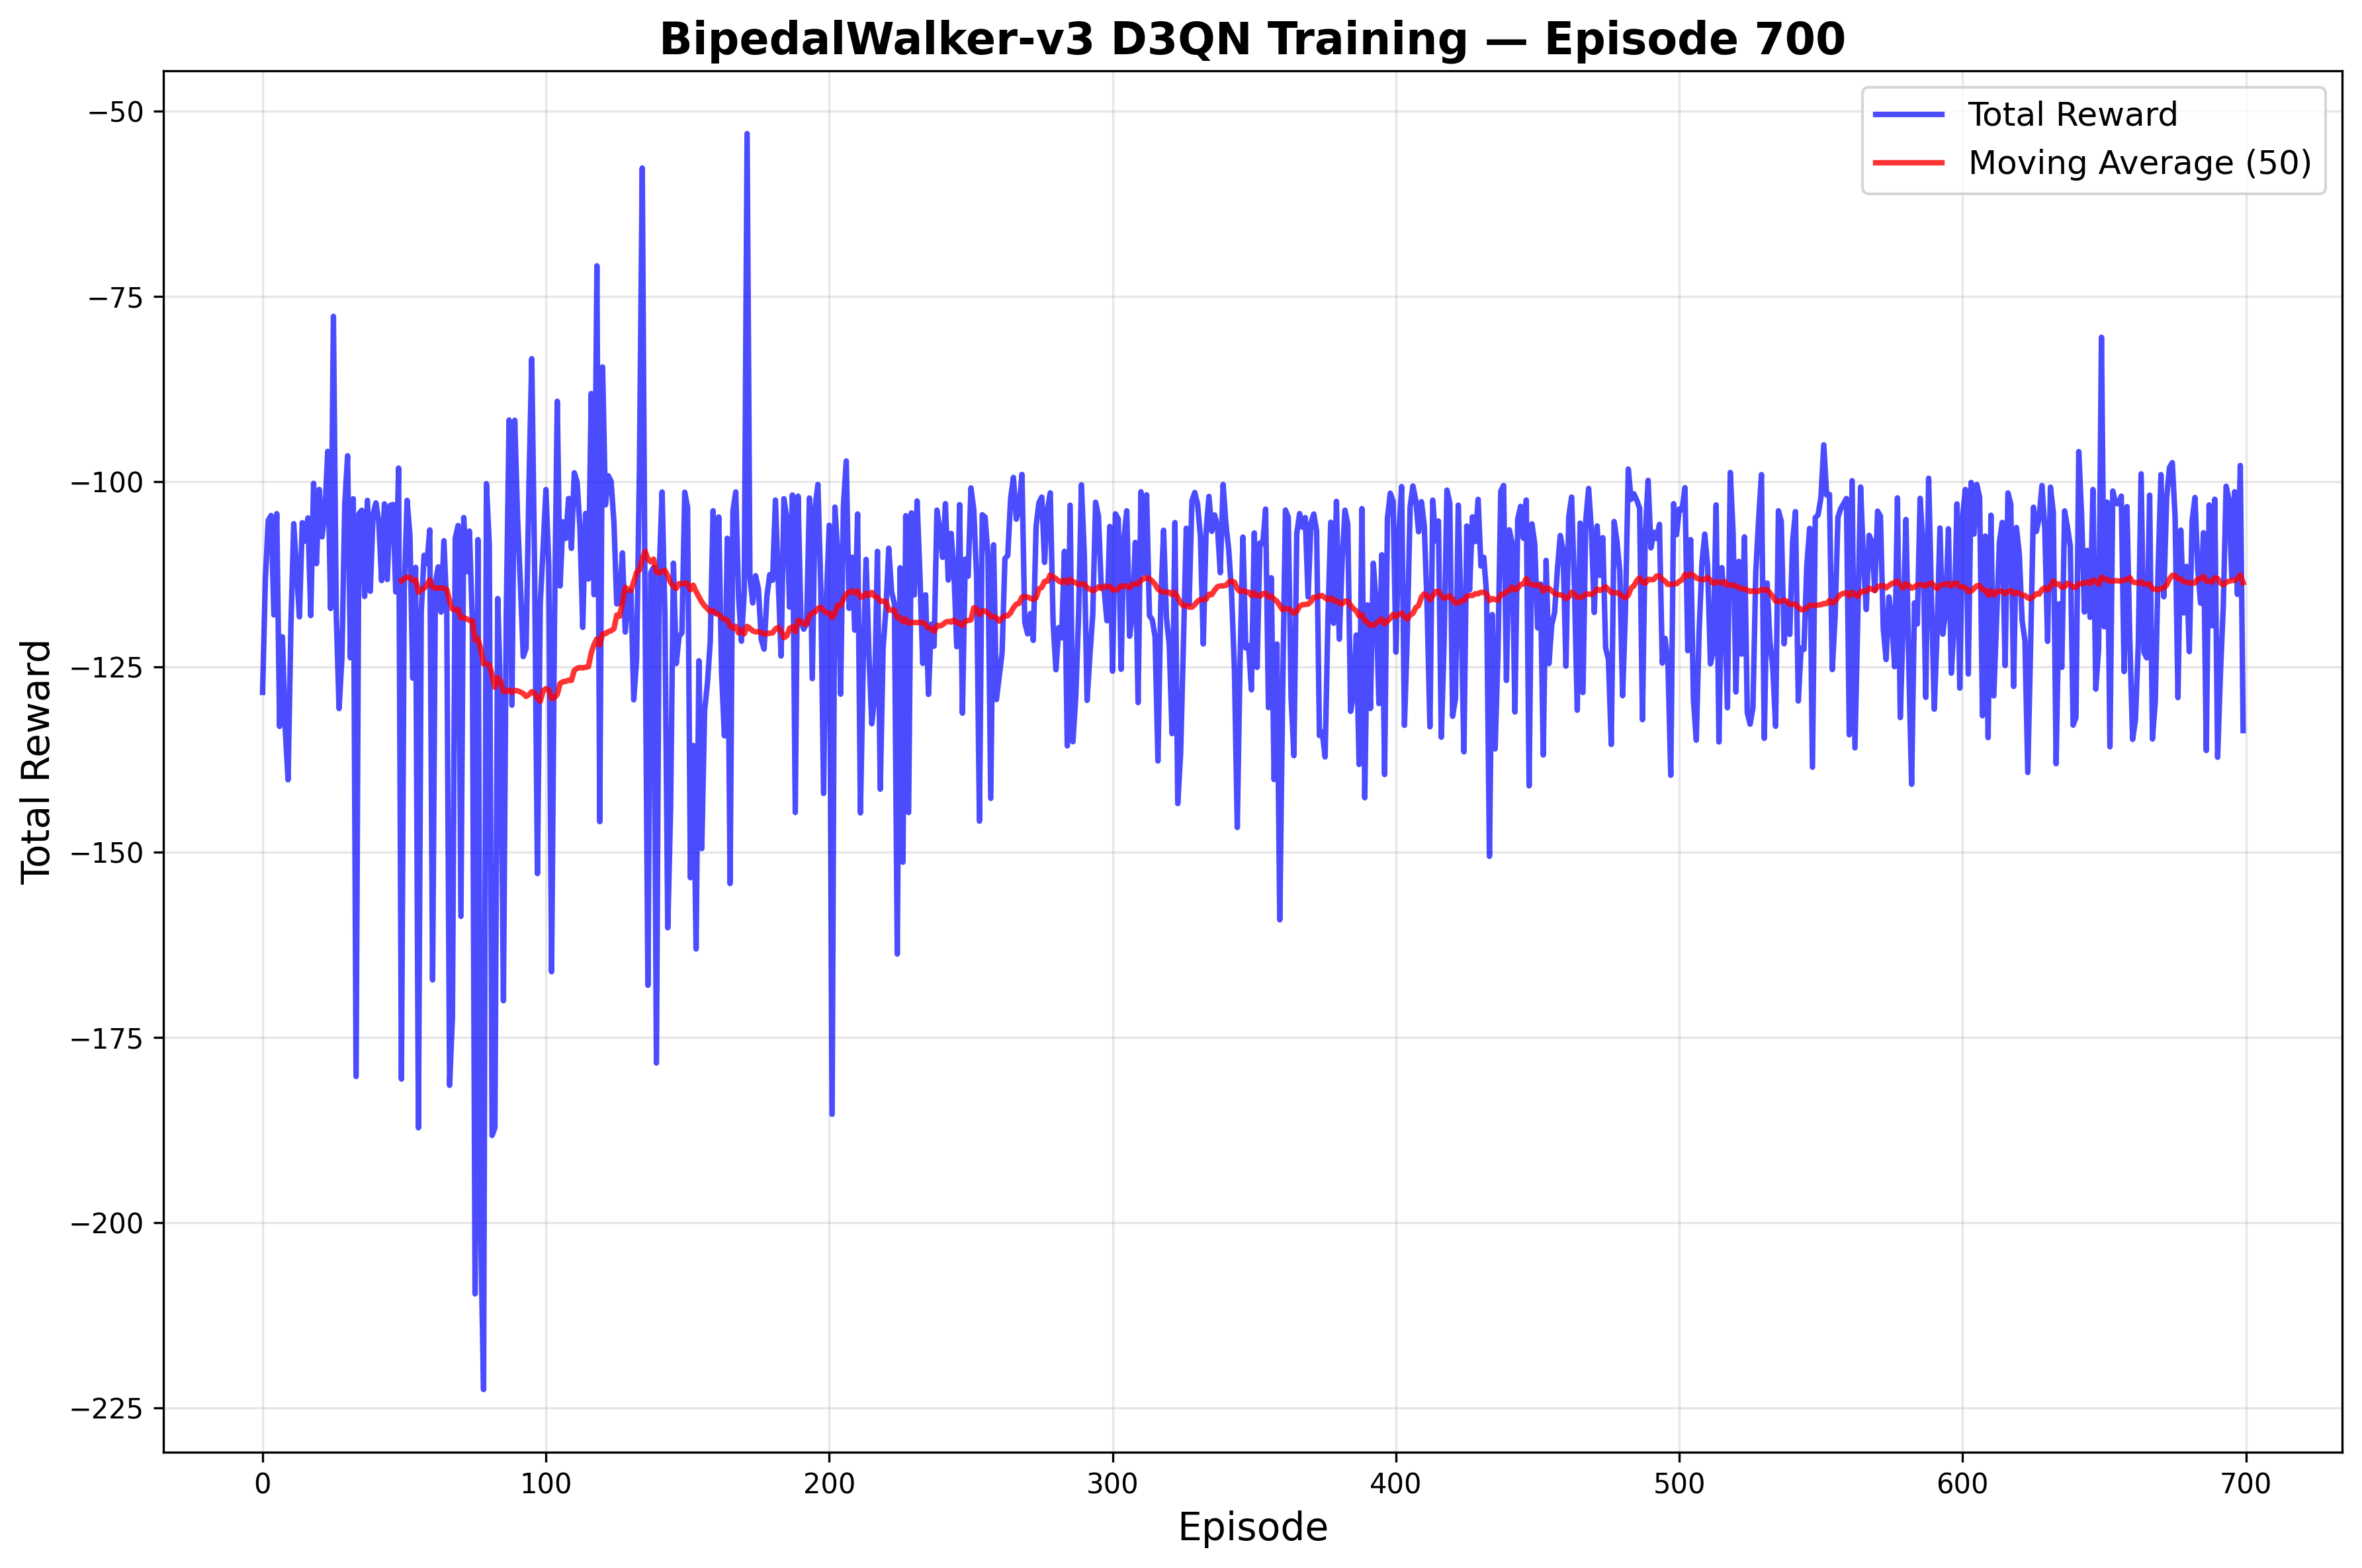 BipedalWalker-v3 D3QN Training — Episode 700
Total Reward
Moving Average (50)
−50
−75
−100
−125
−150
−175
−200
−225
Total Reward
0 100 200 300 400 500 600 700
Episode